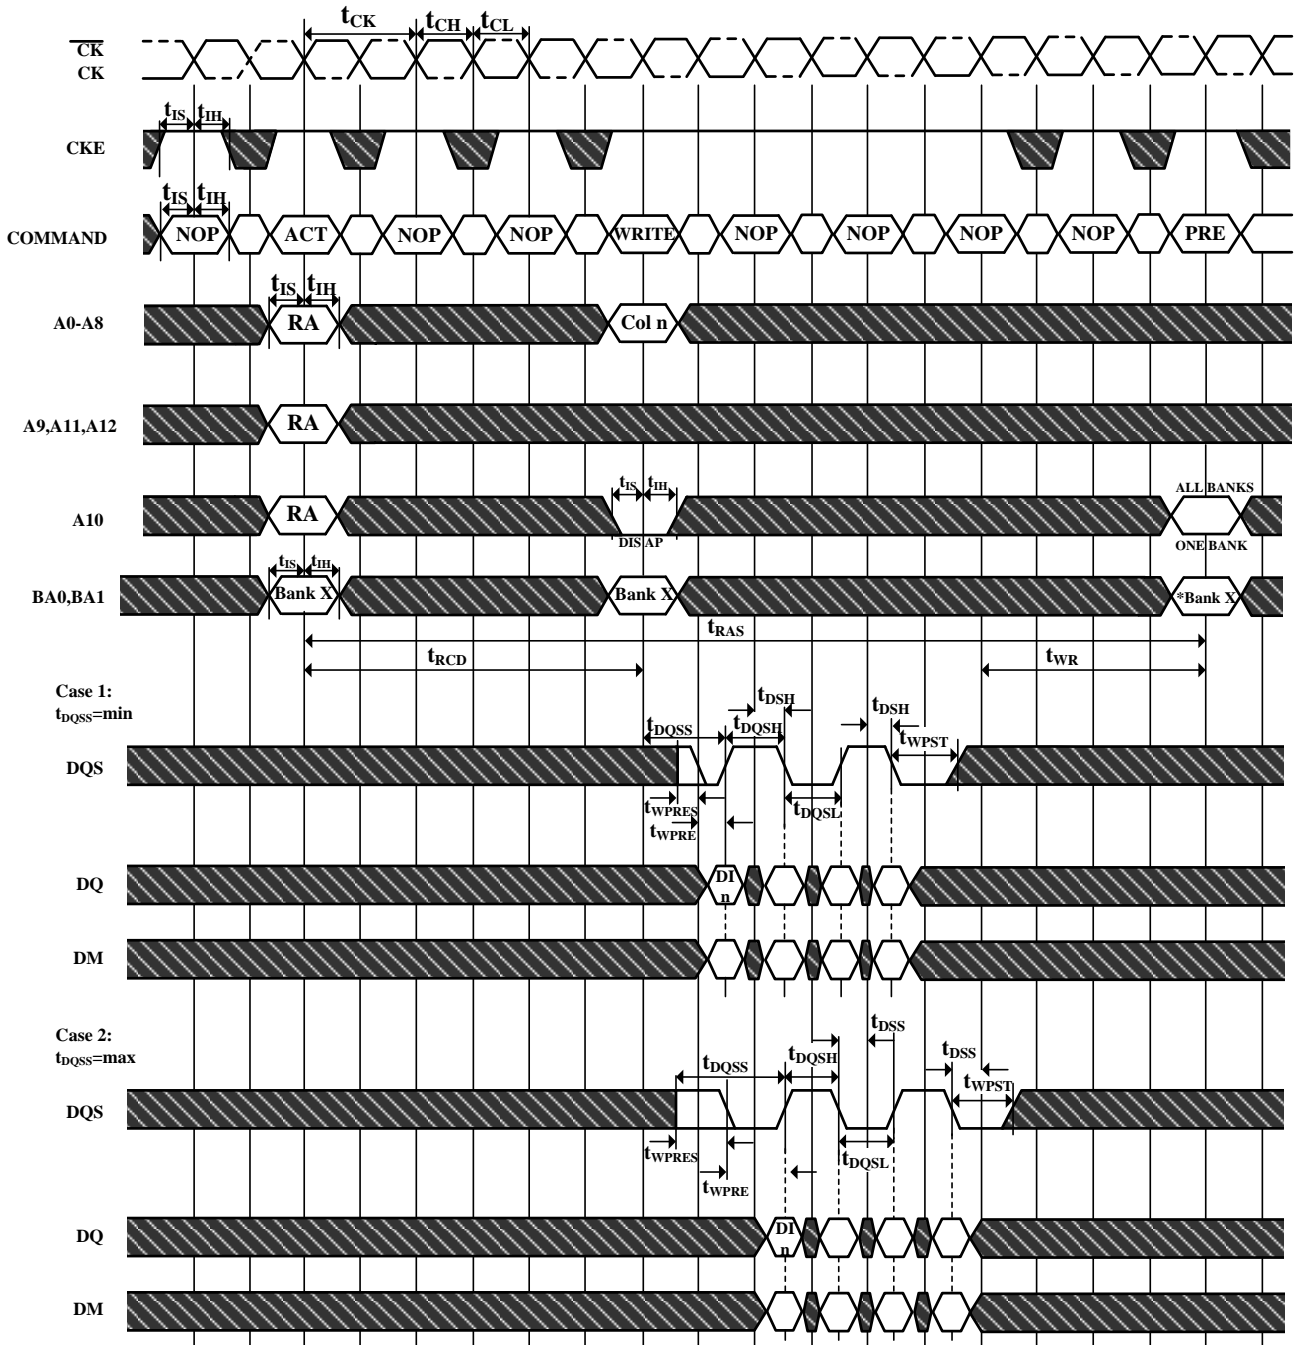 tCK tCH tCL
CK
CK
tIS tIH
CKE
tIS tIH
COMMAND NOP ACT NOP NOP WRITE NOP NOP NOP NOP PRE
tIS tIH
A0-A8 RA Col n
A9,A11,A12 RA
tIS tIH ALL BANKS
A10 RA
DIS AP ONE BANK
tIS tIH
BA0,BA1 Bank X Bank X *Bank X
tRAS
tRCD tWR
Case 1:
tDQSS=min
tDSH tDSH
tDQSS tDQSH tWPST
DQS
tWPRES tDQSL
tWPRE
DQ DI
n
DM
Case 2:
tDQSS=max
tDSS tDSS
tDQSS tDQSH tWPST
DQS
tWPRES tDQSL
tWPRE
DQ DI
n
DM